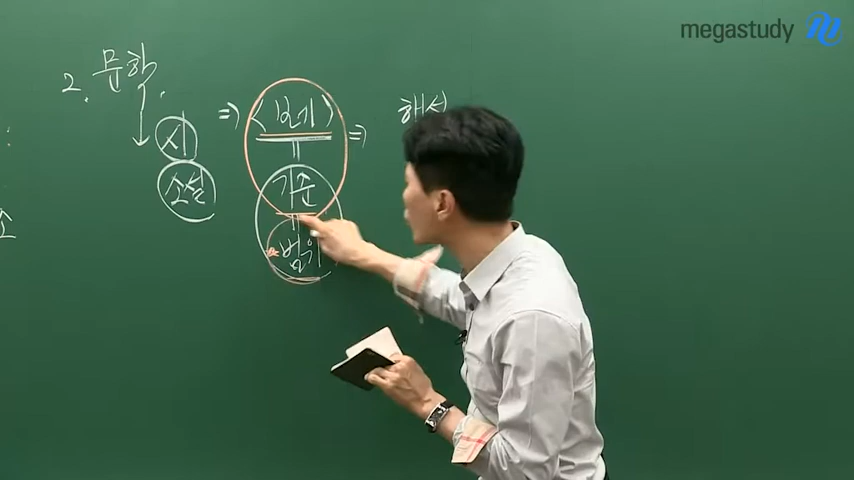 megastudy
2. 문학
시
소설
⇒ <보기> ⇒ 해석
기준
범위